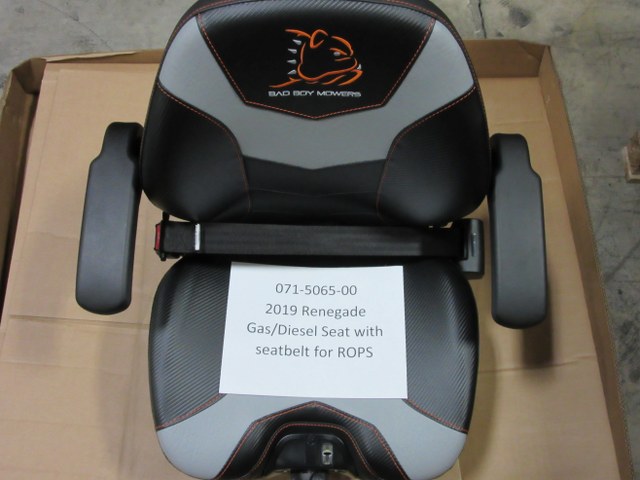 BAD BOY MOWERS
071-5065-00
2019 Renegade
Gas/Diesel Seat with
seatbelt for ROPS